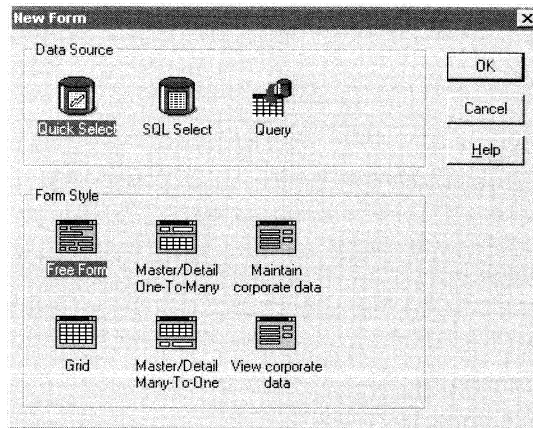 New Form
Data Source
Quick Select
SQL Select
Query
OK
Cancel
Help
Form Style
Free Form
Master/Detail
One-To-Many
Maintain
corporate data
Grid
Master/Detail
Many-To-One
View corporate
data